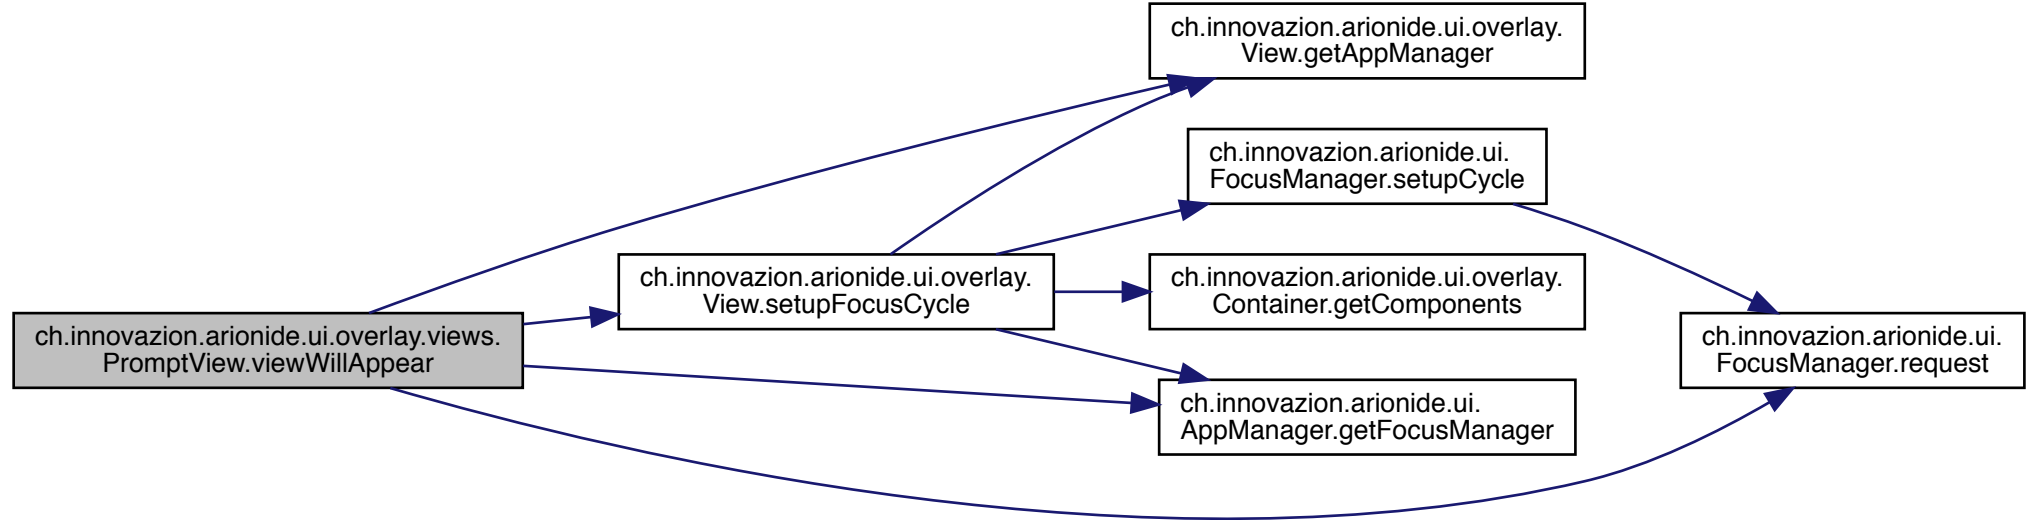 ch.innovazion.arionide.ui.overlay.
View.getAppManager
ch.innovazion.arionide.ui.
FocusManager.setupCycle
ch.innovazion.arionide.ui.overlay.
View.setupFocusCycle
ch.innovazion.arionide.ui.overlay.
Container.getComponents
ch.innovazion.arionide.ui.overlay.views.
PromptView.viewWillAppear
ch.innovazion.arionide.ui.
FocusManager.request
ch.innovazion.arionide.ui.
AppManager.getFocusManager